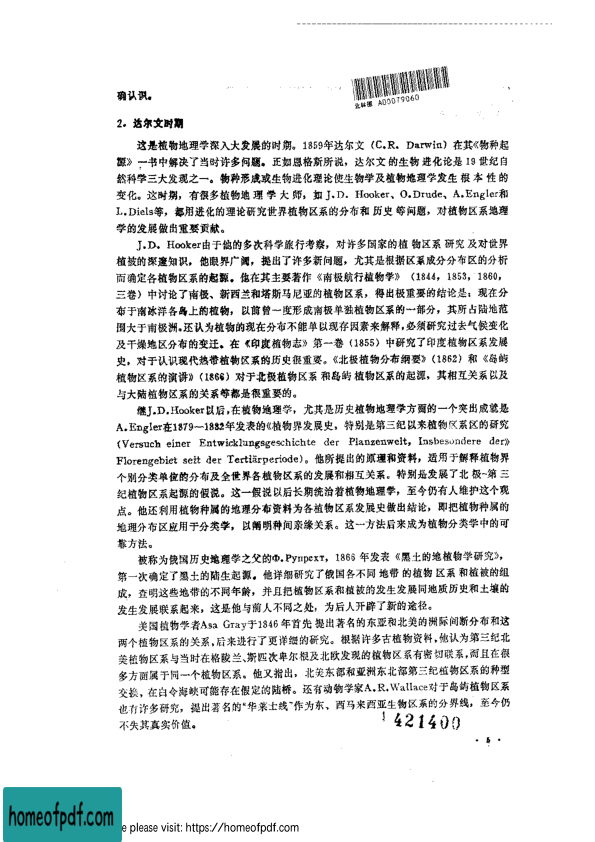 确认识。
北林图 A00079060
2．达尔文时期
这是植物地理学深入大发展的时期。1859年达尔文（C.R. Darwin）在其《物种起
源》一书中解决了当时许多问题。正如恩格斯所说，达尔文的生物进化论是19世纪自
然科学三大发现之一。物种形成或生物进化理论使生物学及植物地理学发生根本性的
变化。这时期，有很多植物地理学大师，如J.D. Hooker、O.Drude、A.Engler和
L.Diels等，都用进化的理论研究世界植物区系的分布和历史等问题，对植物区系地理
学的发展做出重要贡献。
J.D. Hooker由于他的多次科学旅行考察，对许多国家的植物区系研究及对世界
植被的深邃知识，他眼界广阔，提出了许多新问题，尤其是根据区系成分分布区的分析
而确定各植物区系的起源。他在其主要著作《南极航行植物学》（1844，1853，1860，
三卷）中讨论了南极、新西兰和塔斯马尼亚的植物区系，得出极重要的结论是：现在分
布于南冰洋各岛上的植物，以前曾一度形成南极单独植物区系的一部分，其所占陆地范
围大于南极洲。还认为植物的现在分布不能单以现存因素来解释，必须研究过去气候变化
及干燥地区分布的变迁。在《印度植物志》第一卷（1855）中研究了印度植物区系发展
史，对于认识现代热带植物区系的历史很重要。《北极植物分布纲要》（1862）和《岛屿
植物区系的演讲》（1866）对于北极植物区系和岛屿植物区系的起源，其相互关系以及
与大陆植物区系的关系等都是很重要的。
继J.D.Hooker以后，在植物地理学，尤其是历史植物地理学方面的一个突出成就是
A.Engler在1879～1882年发表的《植物界发展史，特别是第三纪以来植物区系区的研究
（Versuch einer Entwicklungsgeschichte der Planzenwelt, Insbesondere der》
Florengebiet seit der Tertiärperiode）。他所提出的原理和资料，适用于解释植物界
个别分类单位的分布及全世界各植物区系的发展和相互关系。特别是发展了北极-第三
纪植物区系起源的假说。这一假说以后长期统治着植物地理学，至今仍有人维护这个观
点。他还利用植物种属的地理分布资料为各植物区系发展史做出结论，即把植物种属的
地理分布区应用于分类学，以阐明种间亲缘关系。这一方法后来成为植物分类学中的可
靠方法。
被称为俄国历史地理学之父的Ф.Рупрехт，1866年发表《黑土的地植物学研究》，
第一次确定了黑土的陆生起源。他详细研究了俄国各不同地带的植物区系和植被的组
成，查明这些地带的不同年龄，并且把植物区系和植被的发生发展同地质历史和土壤的
发生发展联系起来，这是他与前人不同之处，为后人开辟了新的途径。
美国植物学者Asa Gray于1846年首先提出著名的东亚和北美的洲际间断分布和这
两个植物区系的关系，后来进行了更详细的研究。根据许多古植物资料，他认为第三纪北
美植物区系与当时在格陵兰、斯匹次卑尔根及北欧发现的植物区系有密切联系，而且在很
多方面属于同一个植物区系。他又指出，北美东部和亚洲东北部第三纪植物区系的种型
交换，在白令海峡可能存在假定的陆桥。还有动物学家A.R.Wallace对于岛屿植物区系
也有许多研究，提出著名的“华莱士线”作为东、西马来西亚生物区系的分界线，至今仍
不失其真实价值。
421400
· 5 ·
homeofpdf.com
e please visit: https://homeofpdf.com